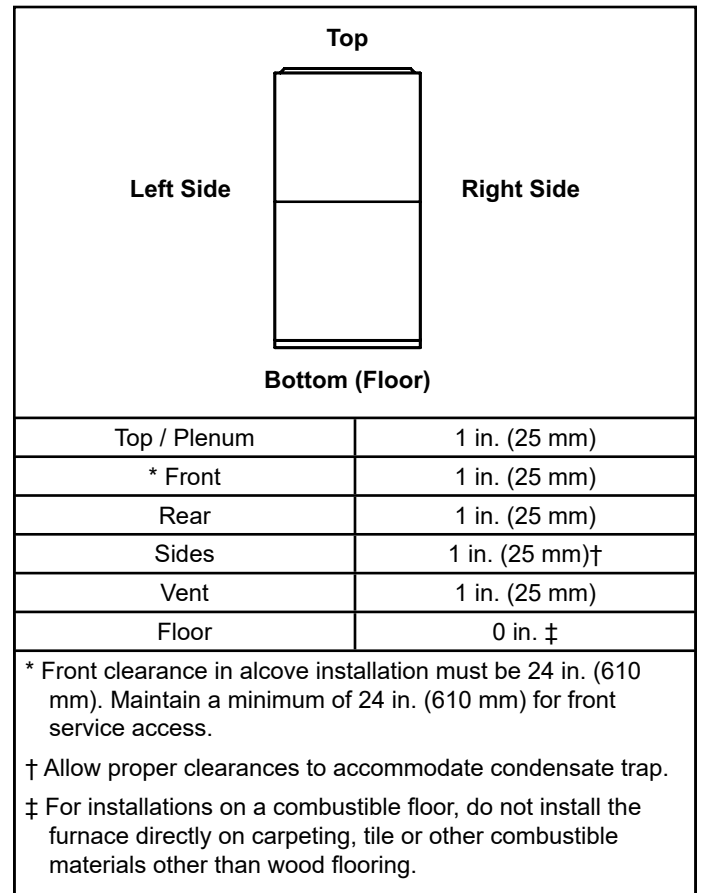 Top
Left Side
Right Side
Bottom (Floor)
Top / Plenum 1 in. (25 mm)
* Front 1 in. (25 mm)
Rear 1 in. (25 mm)
Sides 1 in. (25 mm)†
Vent 1 in. (25 mm)
Floor 0 in. ‡
* Front clearance in alcove installation must be 24 in. (610
mm). Maintain a minimum of 24 in. (610 mm) for front
service access.
† Allow proper clearances to accommodate condensate trap.
‡ For installations on a combustible floor, do not install the
furnace directly on carpeting, tile or other combustible
materials other than wood flooring.